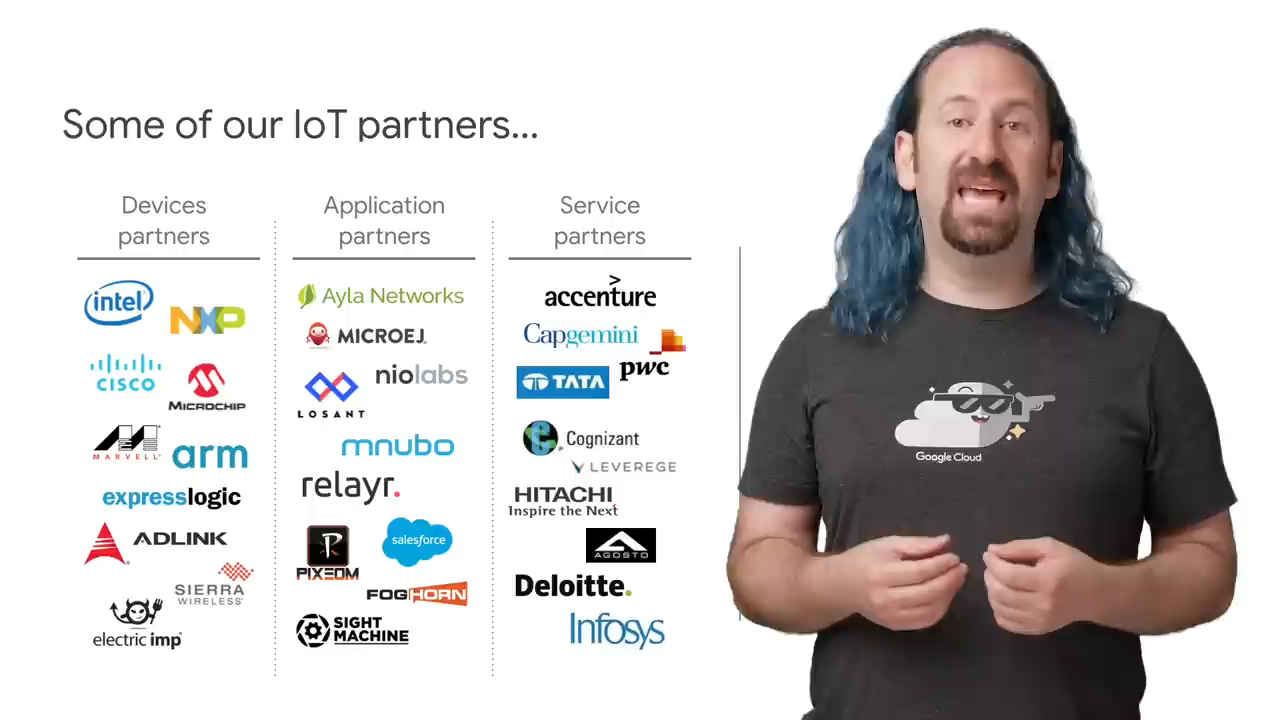 Some of our IoT partners...
Devices
partners
intel
NXP
CISCO
MICROCHIP
MARVELL
arm
expresslogic
ADLINK
SIERRA
WIRELESS
electric imp
Application
partners
Ayla Networks
MICROEJ
niolabs
LOSANT
mnubo
relayr.
P
PIXEOM
salesforce
FOGHORN
SIGHT
MACHINE
Service
partners
accenture
Capgemini
pwc
TATA
Cognizant
LEVEREGE
HITACHI
Inspire the Next
AGOSTO
Deloitte.
Infosys
Google Cloud